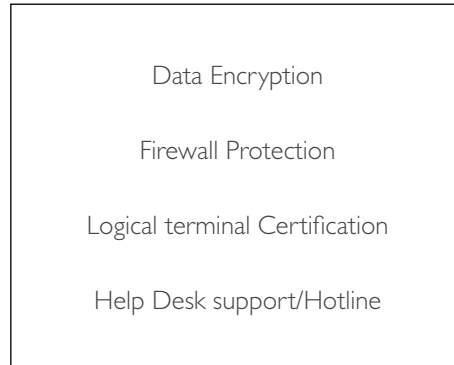 Data Encryption
Firewall Protection
Logical terminal Certification
Help Desk support/Hotline